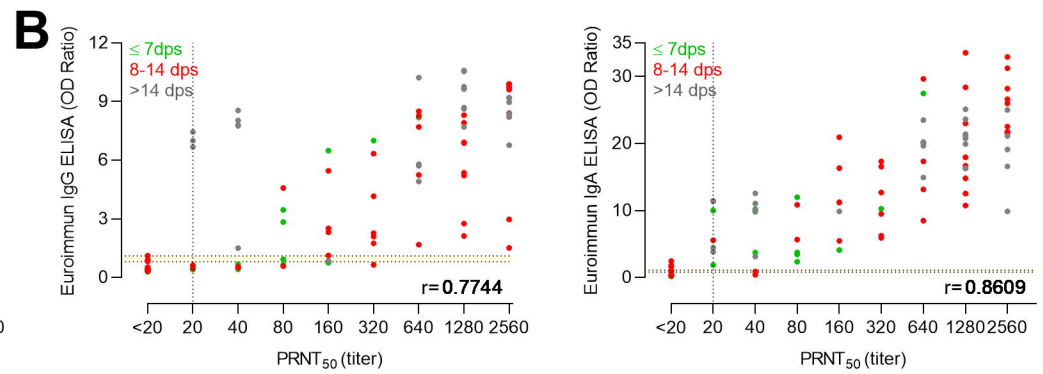 B
Euroimmun IgG ELISA (OD Ratio)
12
9
6
3
0
≤ 7dps
8-14 dps
>14 dps
r=0.7744
<20 20 40 80 160 320 640 1280 2560
PRNT50 (titer)
Euroimmun IgA ELISA (OD Ratio)
35
30
20
10
0
≤ 7dps
8-14 dps
>14 dps
r=0.8609
<20 20 40 80 160 320 640 1280 2560
PRNT50 (titer)
0